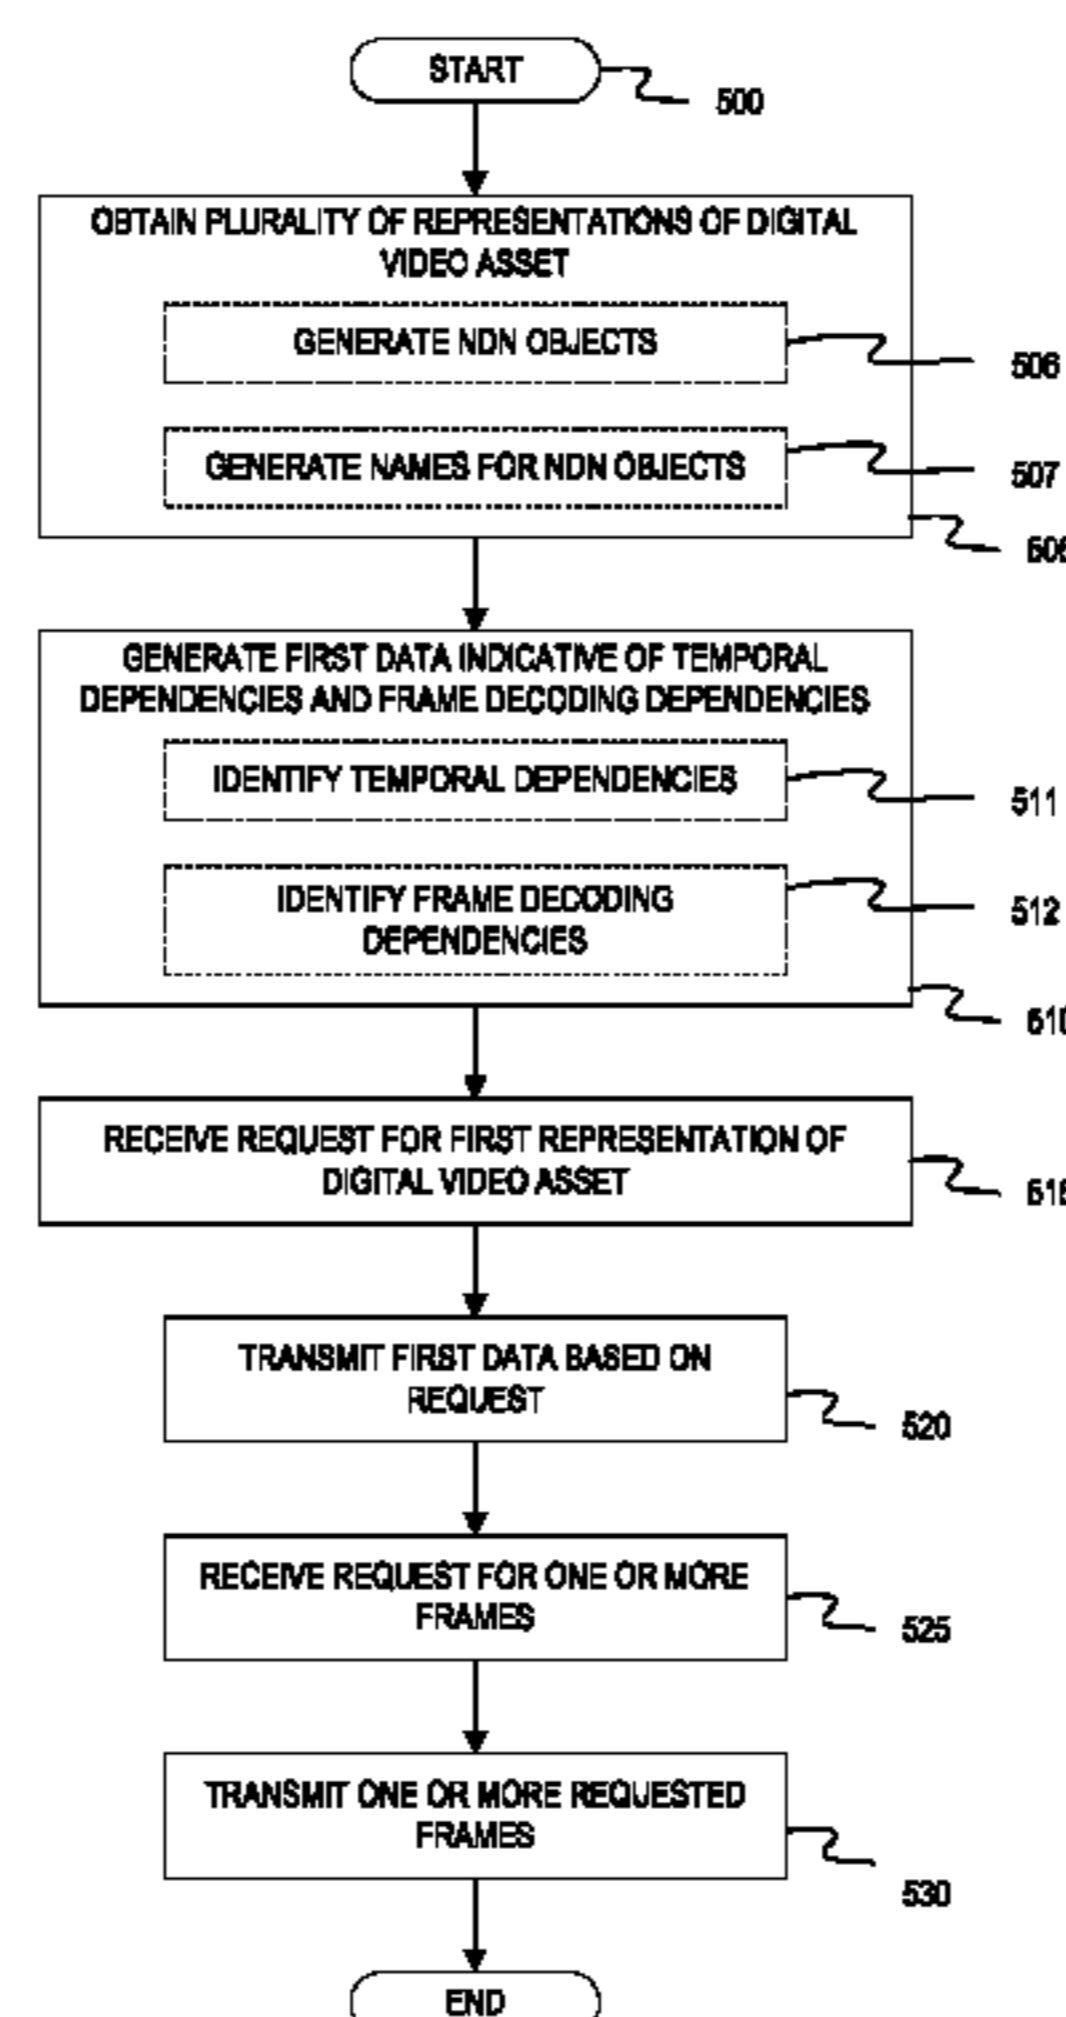 START
500
OBTAIN PLURALITY OF REPRESENTATIONS OF DIGITAL
VIDEO ASSET
GENERATE NDN OBJECTS
506
GENERATE NAMES FOR NDN OBJECTS
507
GENERATE FIRST DATA INDICATIVE OF TEMPORAL
DEPENDENCIES AND FRAME DECODING DEPENDENCIES
IDENTIFY TEMPORAL DEPENDENCIES
511
IDENTIFY FRAME DECODING
DEPENDENCIES
512
RECEIVE REQUEST FOR FIRST REPRESENTATION OF
DIGITAL VIDEO ASSET
TRANSMIT FIRST DATA BASED ON
REQUEST
520
RECEIVE REQUEST FOR ONE OR MORE
FRAMES
525
TRANSMIT ONE OR MORE REQUESTED
FRAMES
530
END